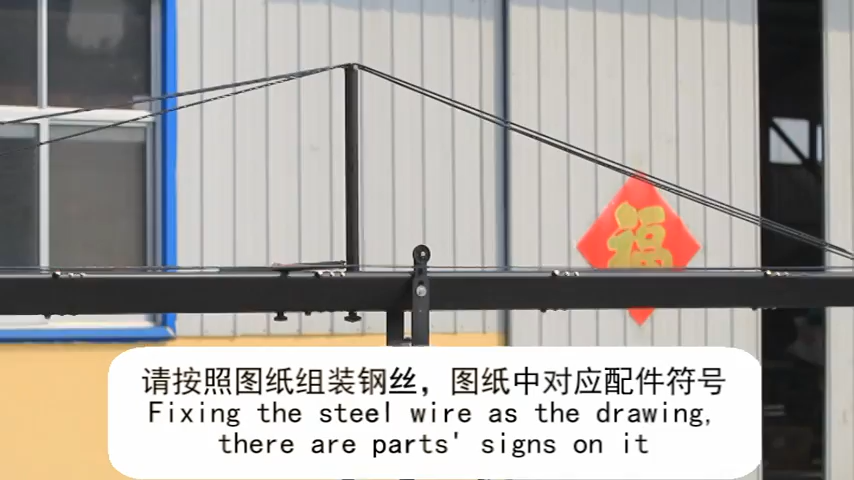 福
请按照图纸组装钢丝，图纸中对应配件符号
Fixing the steel wire as the drawing,
there are parts' signs on it